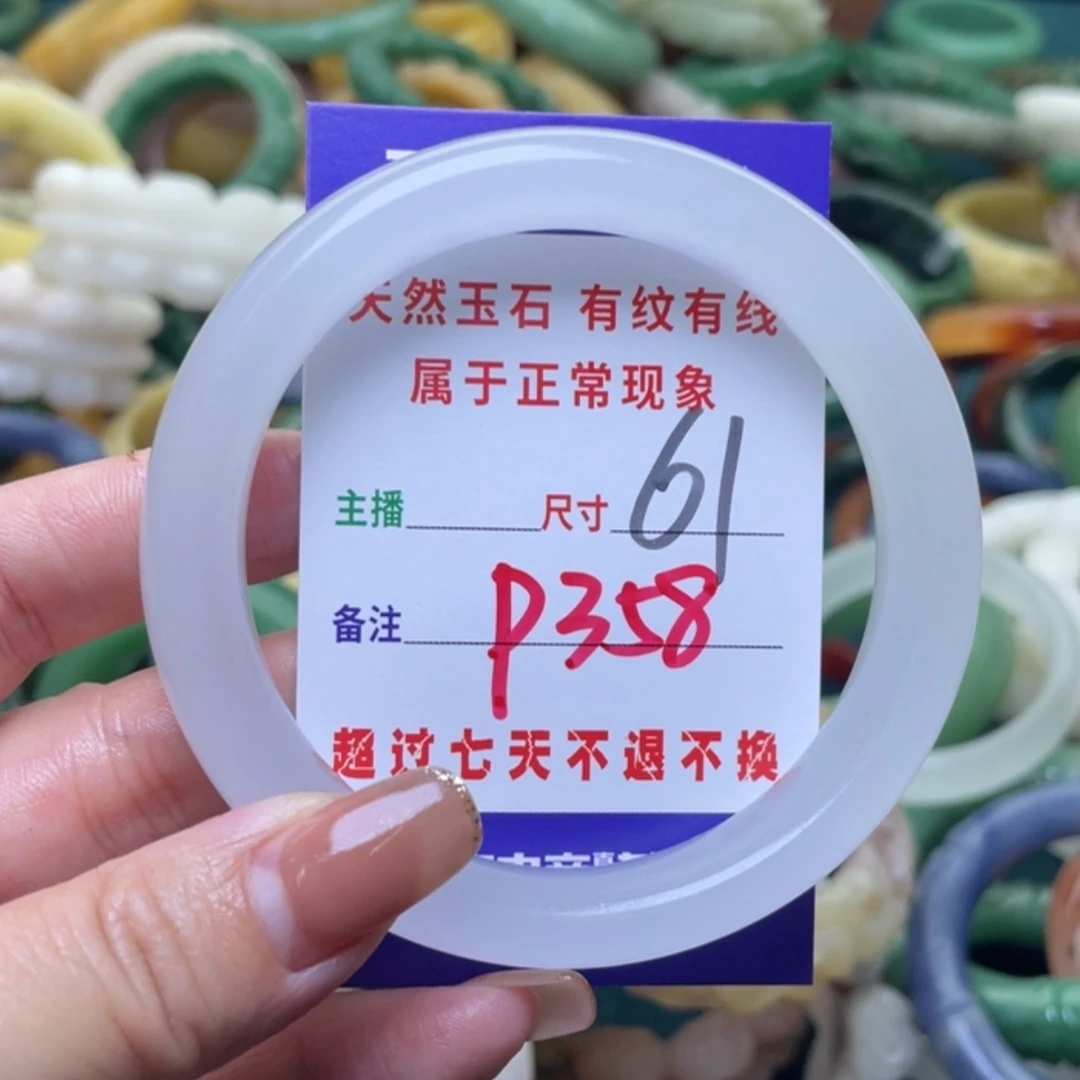 天然玉石 有纹有线
属于正常现象
主播 尺寸 61
备注 P358
超过七天不退不换